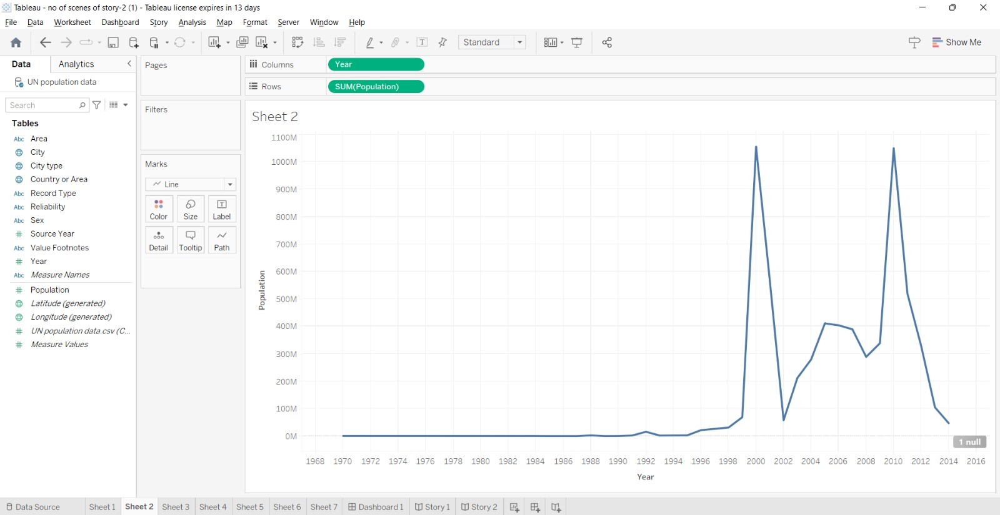 Tableau - no of scenes of story-2 (1) - Tableau license expires in 13 days
File Data Worksheet Dashboard Story Analysis Map Format Server Window Help
Standard
Show Me
Data Analytics
UN population data
Search
Tables
Abc Area
City
City type
Country or Area
Abc Record Type
Abc Reliability
Abc Sex
# Source Year
Abc Value Footnotes
# Year
Abc Measure Names
# Population
Latitude (generated)
Longitude (generated)
# UN population data.csv (C...
# Measure Values
Pages
Filters
Marks
Line
Color Size Label
Detail Tooltip Path
Columns Year
Rows SUM(Population)
Sheet 2
1100M
1000M
900M
800M
700M
600M
500M
400M
300M
200M
100M
0M
Population
1 null
1968 1970 1972 1974 1976 1978 1980 1982 1984 1986 1988 1990 1992 1994 1996 1998 2000 2002 2004 2006 2008 2010 2012 2014 2016
Year
Data Source Sheet 1 Sheet 2 Sheet 3 Sheet 4 Sheet 5 Sheet 6 Sheet 7 Dashboard 1 Story 1 Story 2